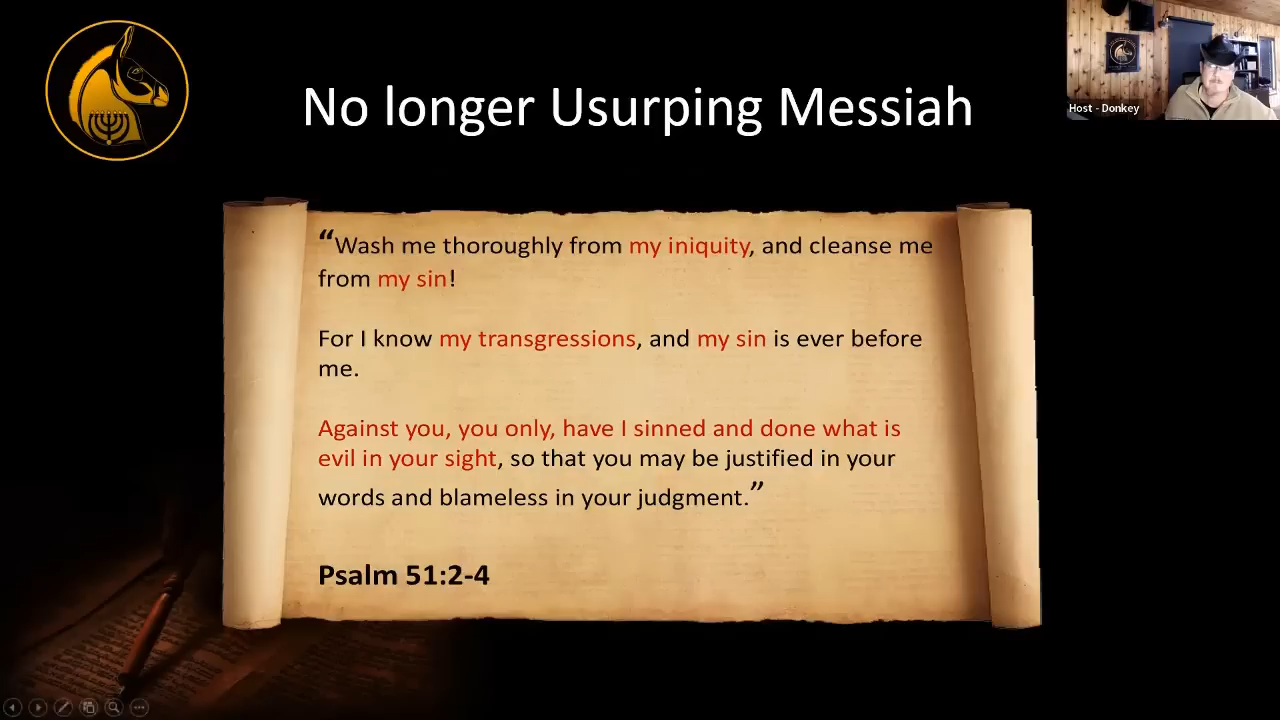 No longer Usurping Messiah
Host - Donkey
“Wash me thoroughly from my iniquity, and cleanse me
from my sin!
For I know my transgressions, and my sin is ever before
me.
Against you, you only, have I sinned and done what is
evil in your sight, so that you may be justified in your
words and blameless in your judgment.”
Psalm 51:2-4